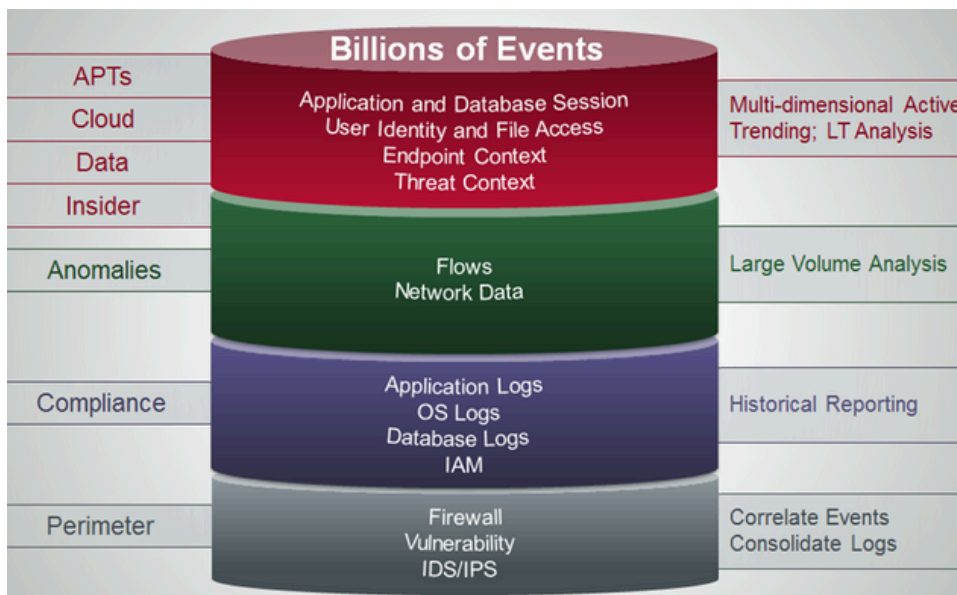 Billions of Events
APTs
Cloud
Data
Insider
Application and Database Session
User Identity and File Access
Endpoint Context
Threat Context
Multi-dimensional Active
Trending; LT Analysis
Anomalies
Flows
Network Data
Large Volume Analysis
Compliance
Application Logs
OS Logs
Database Logs
IAM
Historical Reporting
Perimeter
Firewall
Vulnerability
IDS/IPS
Correlate Events
Consolidate Logs